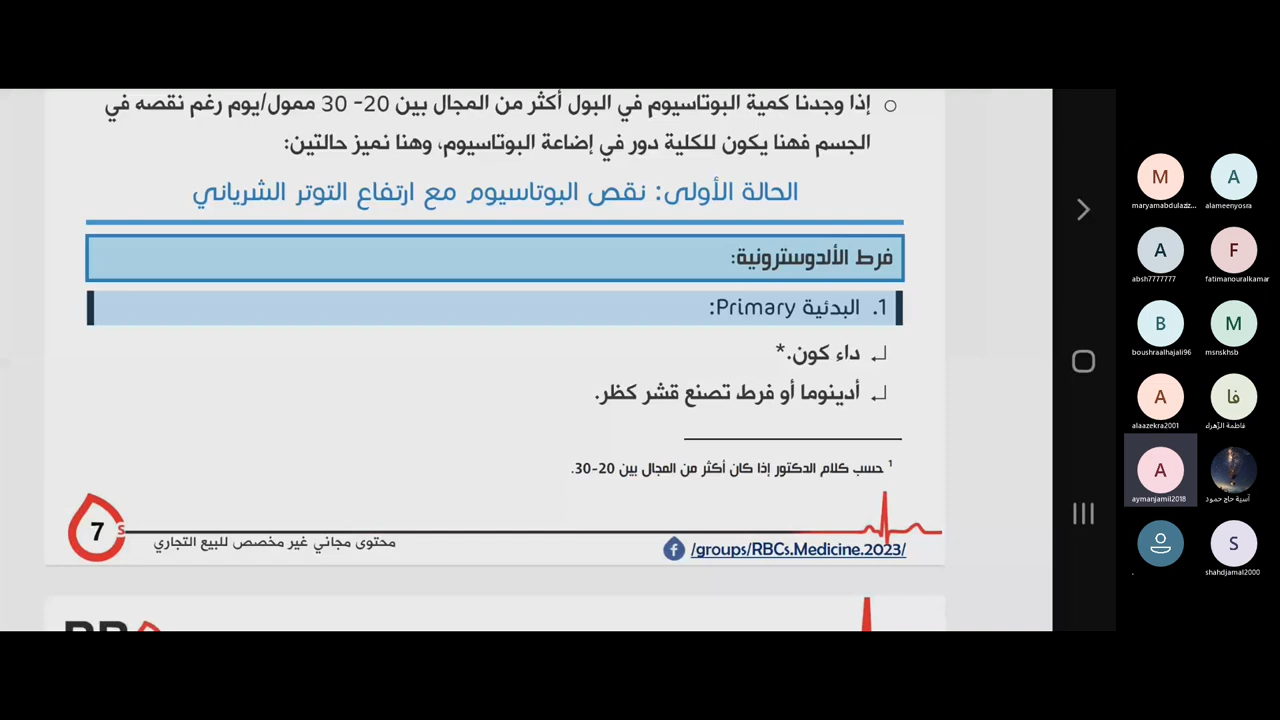 ○ إذا وجدنا كمية البوتاسيوم في البول أكثر من المجال بين 20- 30 ممول/يوم رغم نقصه في
الجسم فهنا يكون للكلية دور في إضاعة البوتاسيوم، وهنا نميز حالتين:
الحالة الأولى: نقص البوتاسيوم مع ارتفاع التوتر الشرياني
فرط الألدوسترونية:
1. البدئية Primary:
داء كون.*
أدينوما أو فرط تصنع قشر كظر.
1 حسب كلام الدكتور إذا كان أكثر من المجال بين 20-30.
/groups/RBCs.Medicine.2023/
محتوى مجاني غير مخصص للبيع التجاري
7
S
M
maryamabdulaziz...
A
alameenyosra
A
absh7777777
F
fatimanouralkamar
B
boushraalhajali96
M
msnskhsb
A
alaazekra2001
فا
فاطمة الزّهراء
A
aymanjamil2018
آسية حاج حمود
.
S
shahdjamal2000